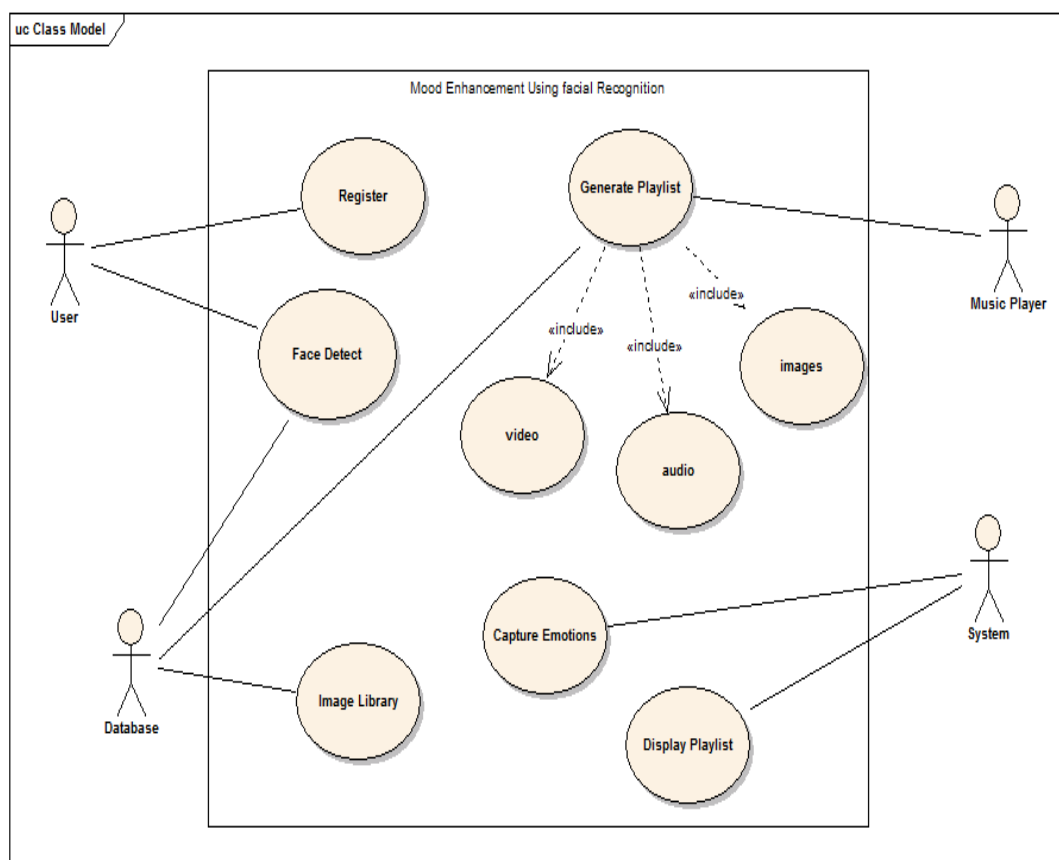 uc Class Model
Mood Enhancement Using facial Recognition
Register
Generate Playlist
User
Music Player
«include»
«include»
«include»
Face Detect
images
video
audio
Capture Emotions
System
Database
Image Library
Display Playlist